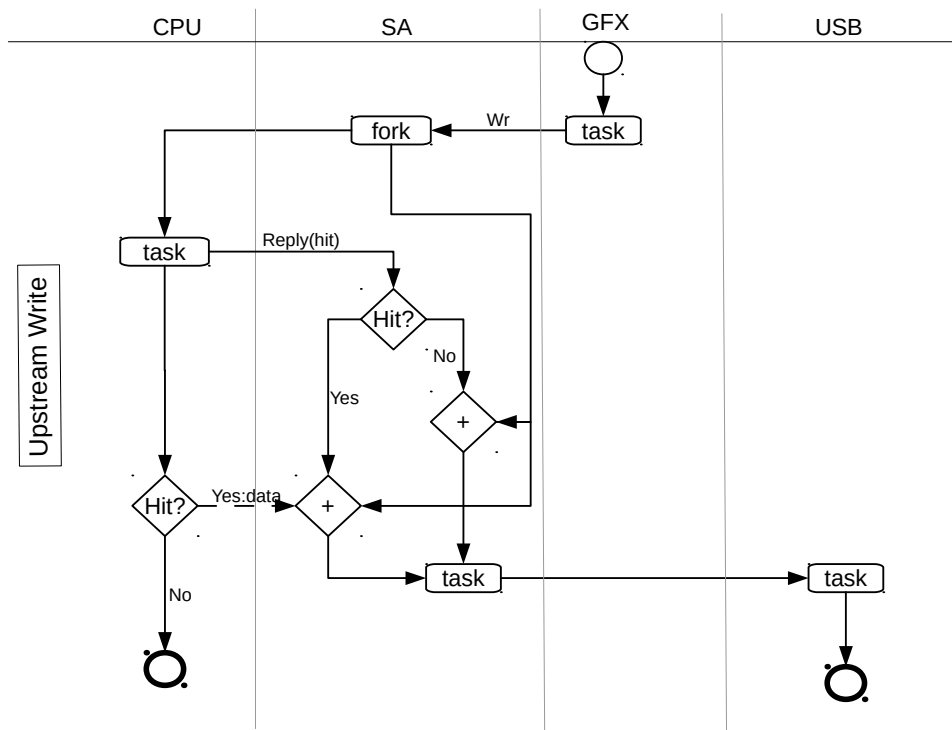 CPU
SA
GFX
USB
fork
Wr
task
task
Reply(hit)
Hit?
No
Yes
+
Upstream Write
Hit?
Yes:data
+
task
task
No